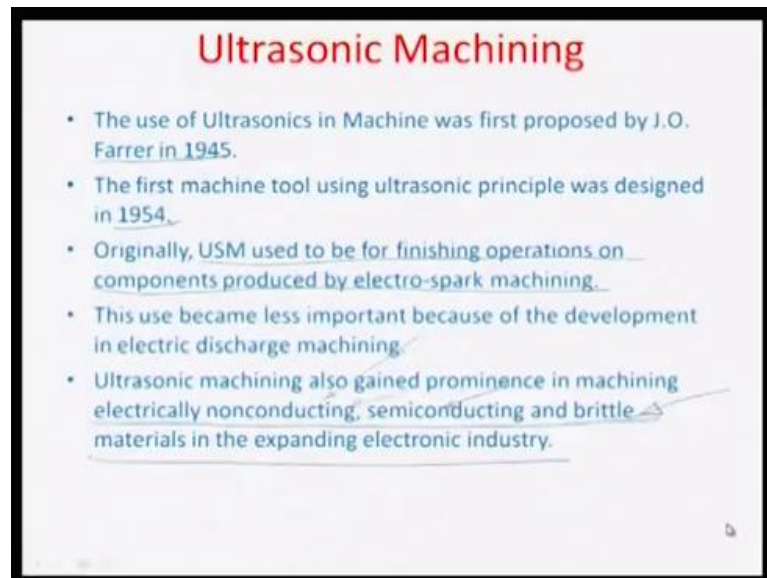 Ultrasonic Machining
• The use of Ultrasonics in Machine was first proposed by J.O.
Farrer in 1945.
• The first machine tool using ultrasonic principle was designed
in 1954.
• Originally, USM used to be for finishing operations on
components produced by electro-spark machining.
• This use became less important because of the development
in electric discharge machining
• Ultrasonic machining also gained prominence in machining
electrically nonconducting, semiconducting and brittle
materials in the expanding electronic industry.